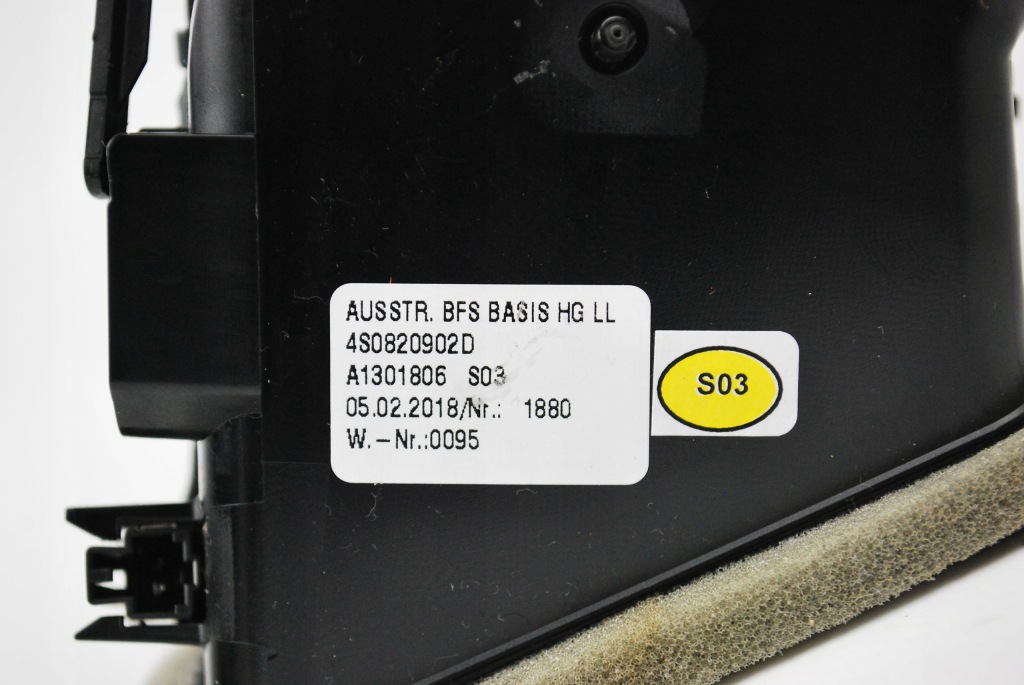 AUSSTR. BFS BASIS HG LL
4S0820902D
A1301806 S03
05.02.2018/Nr.: 1880
W.-Nr.:0095
S03